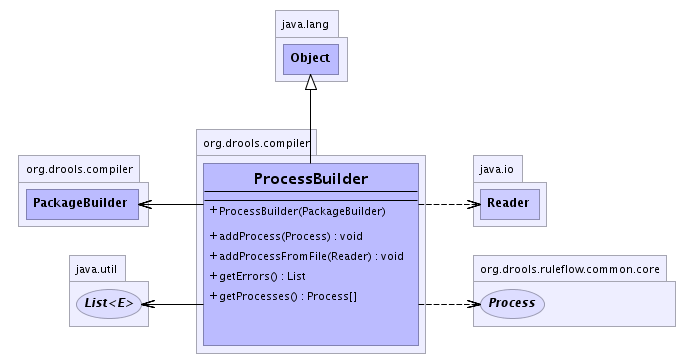 java.lang
Object
org.drools.compiler
ProcessBuilder
+ProcessBuilder(PackageBuilder)
+addProcess(Process) : void
+addProcessFromFile(Reader) : void
+getErrors() : List
+getProcesses() : Process[]
org.drools.compiler
PackageBuilder
java.io
Reader
java.util
List<E>
org.drools.ruleflow.common.core
Process